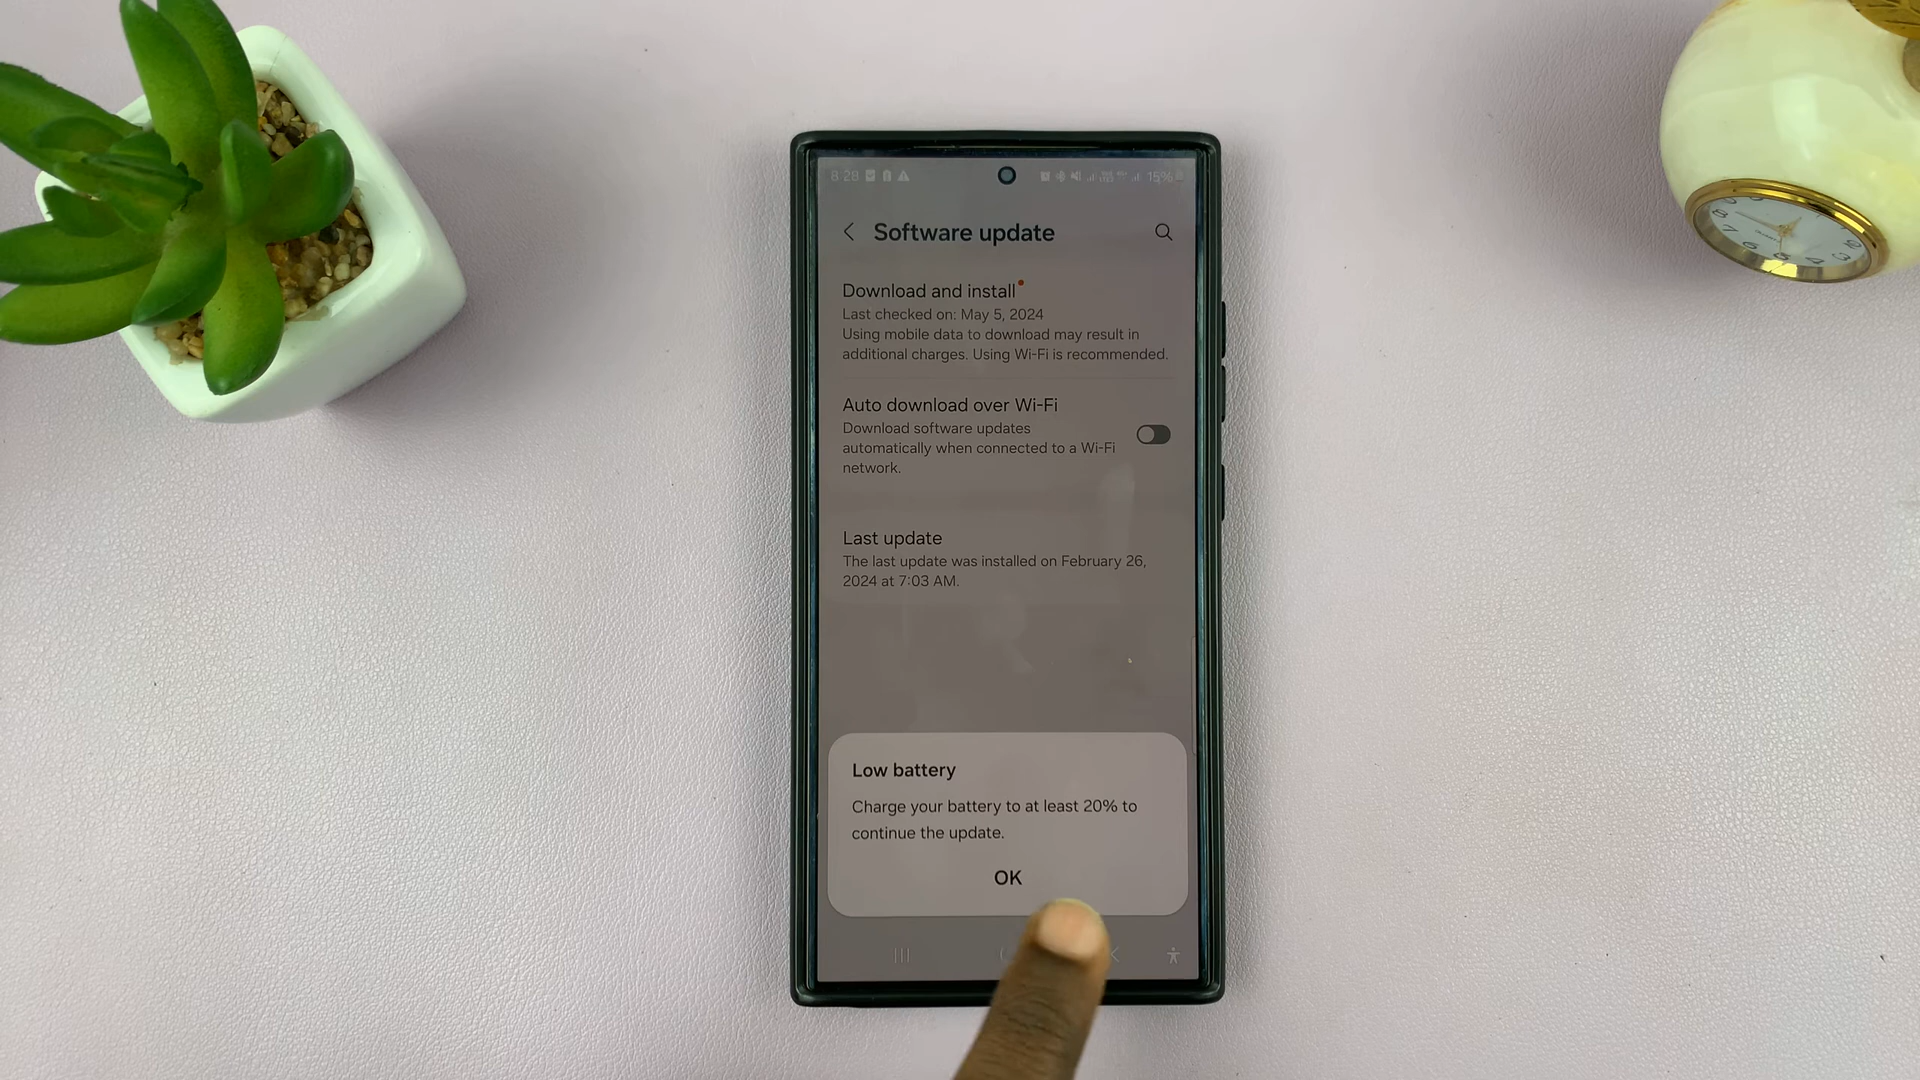 8:28 15%
Software update
Download and install
Last checked on: May 5, 2024
Using mobile data to download may result in
additional charges. Using Wi-Fi is recommended.
Auto download over Wi-Fi
Download software updates
automatically when connected to a Wi-Fi
network.
Last update
The last update was installed on February 26,
2024 at 7:03 AM.
Low battery
Charge your battery to at least 20% to
continue the update.
OK